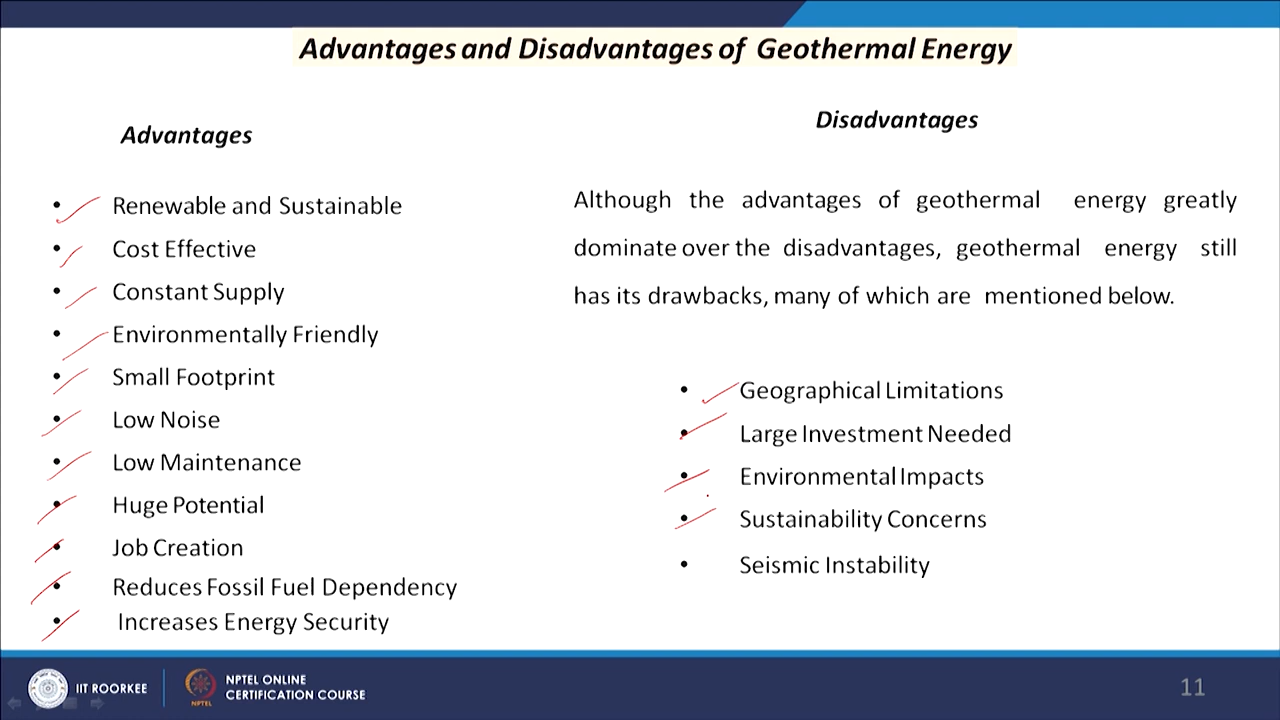 Advantages and Disadvantages of Geothermal Energy
Advantages
• Renewable and Sustainable
• Cost Effective
• Constant Supply
• Environmentally Friendly
• Small Footprint
• Low Noise
• Low Maintenance
• Huge Potential
• Job Creation
• Reduces Fossil Fuel Dependency
• Increases Energy Security
Disadvantages
Although the advantages of geothermal energy greatly
dominate over the disadvantages, geothermal energy still
has its drawbacks, many of which are mentioned below.
• Geographical Limitations
• Large Investment Needed
• Environmental Impacts
• Sustainability Concerns
• Seismic Instability
IIT ROORKEE
NPTEL
NPTEL ONLINE
CERTIFICATION COURSE
11